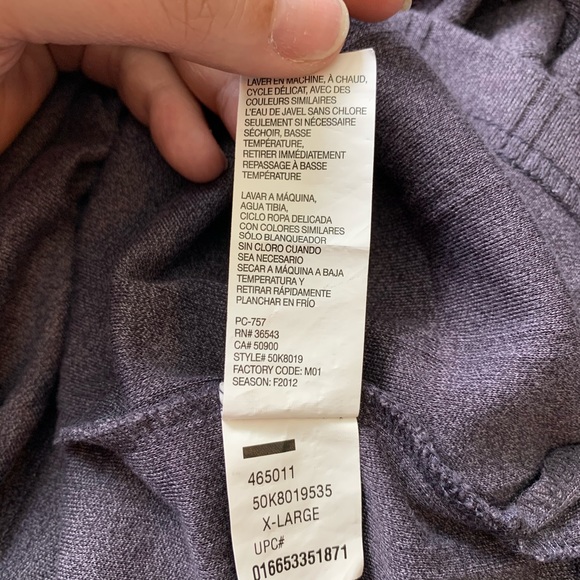 LAVER EN MACHINE, À CHAUD,
CYCLE DÉLICAT, AVEC DES
COULEURS SIMILAIRES
L'EAU DE JAVEL SANS CHLORE
SEULEMENT SI NÉCESSAIRE
SÉCHOIR, BASSE
TEMPÉRATURE,
RETIRER IMMÉDIATEMENT
REPASSAGE À BASSE
TEMPÉRATURE
LAVAR A MÁQUINA,
AGUA TIBIA,
CICLO ROPA DELICADA
CON COLORES SIMILARES
SÓLO BLANQUEADOR
SIN CLORO CUANDO
SEA NECESARIO
SECAR A MÁQUINA A BAJA
TEMPERATURA Y
RETIRAR RÁPIDAMENTE
PLANCHAR EN FRÍO
PC-757
RN# 36543
CA# 50900
STYLE# 50K8019
FACTORY CODE: M01
SEASON: F2012
465011
50K8019535
X-LARGE
UPC#
016653351871